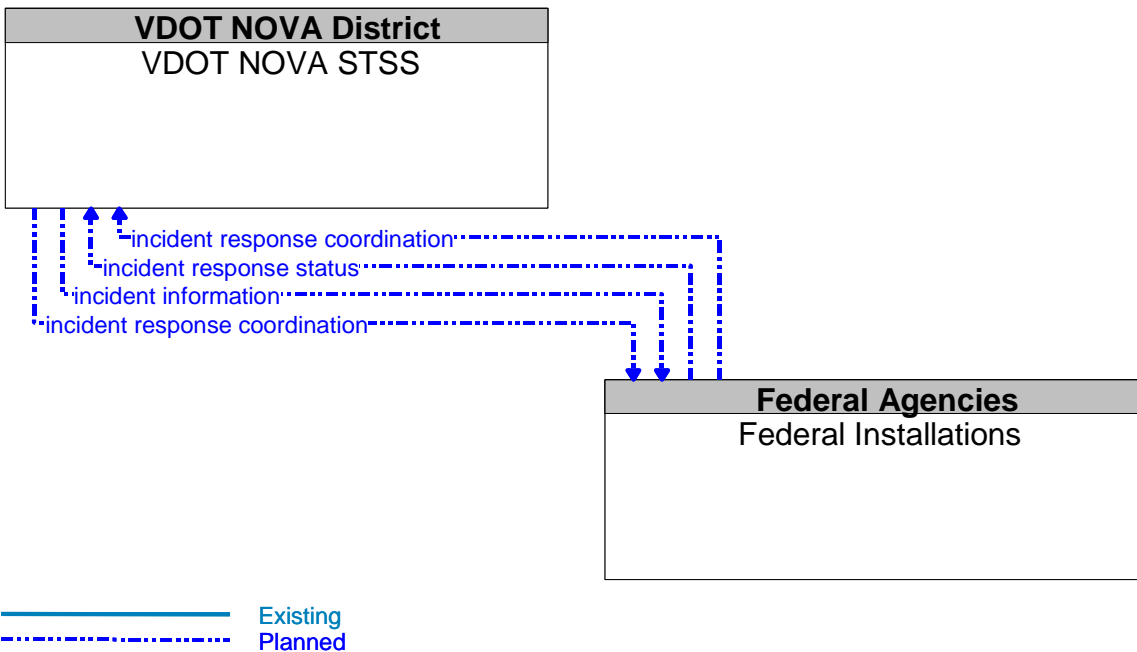 VDOT NOVA District
VDOT NOVA STSS
incident response coordination
incident response status
incident information
incident response coordination
Federal Agencies
Federal Installations
Existing
Planned